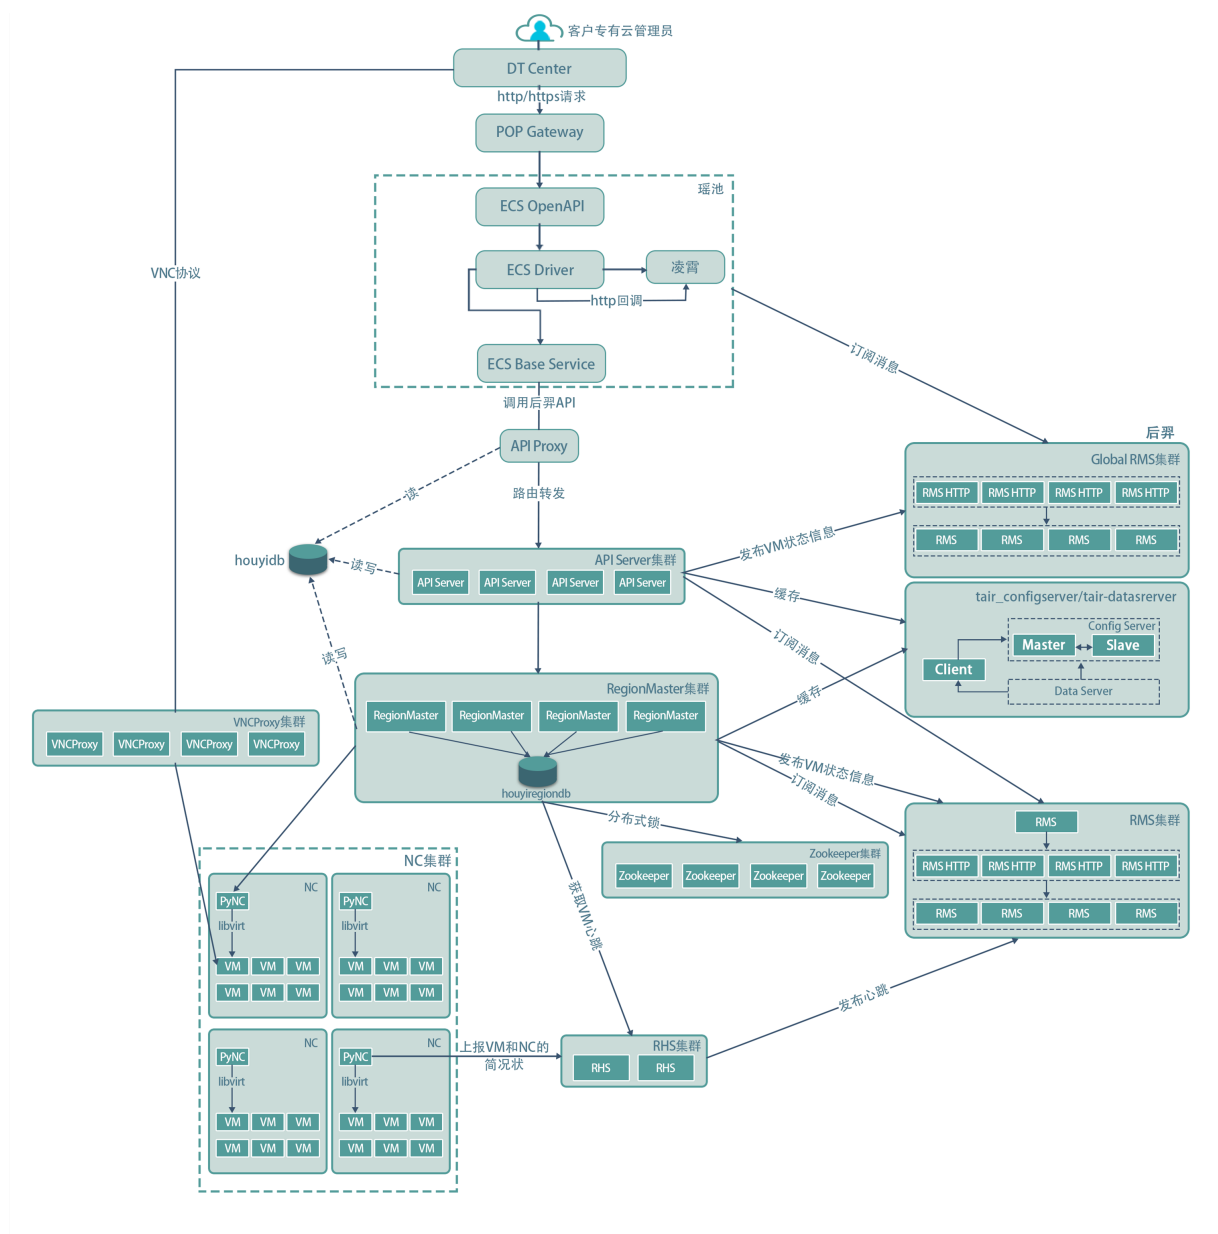 客户专有云管理员
DT Center
http/https请求
POP Gateway
瑶池
ECS OpenAPI
ECS Driver
凌霄
http回调
VNC协议
ECS Base Service
订阅消息
调用后羿API
API Proxy
后羿
Global RMS集群
RMS HTTP RMS HTTP RMS HTTP RMS HTTP
RMS RMS RMS RMS
读
路由转发
发布VM状态信息
houyidb
读写
API Server集群
API Server API Server API Server API Server
缓存
tair_configserver/tair-datasrerver
Config Server
Master Slave
Client
Data Server
订阅消息
读写
缓存
RegionMaster集群
RegionMaster RegionMaster RegionMaster RegionMaster
houyiregiondb
VNCProxy集群
VNCProxy VNCProxy VNCProxy VNCProxy
发布VM状态信息
订阅消息
分布式锁
RMS集群
RMS
RMS HTTP RMS HTTP RMS HTTP RMS HTTP
RMS RMS RMS RMS
Zookeeper集群
Zookeeper Zookeeper Zookeeper Zookeeper
NC集群
NC NC
PyNC PyNC
libvirt libvirt
VM VM VM VM VM VM
VM VM VM VM VM VM
获取VM心跳
发布心跳
NC NC
PyNC PyNC
libvirt libvirt
VM VM VM VM VM VM
VM VM VM VM VM VM
上报VM和NC的
简况状
RHS集群
RHS RHS